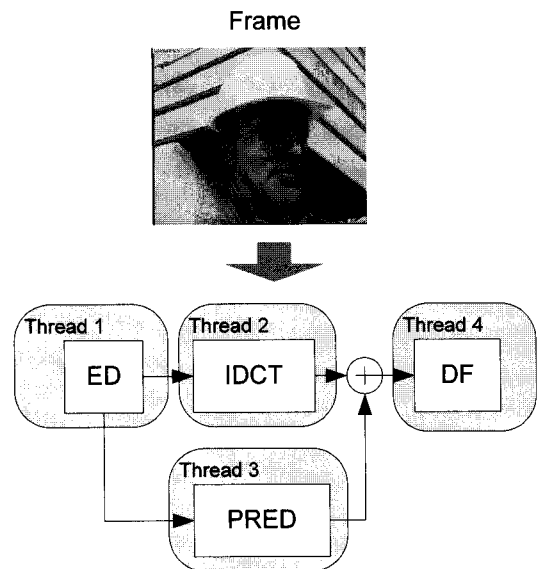 Frame
Thread 1
ED
Thread 2
IDCT
Thread 4
DF
Thread 3
PRED